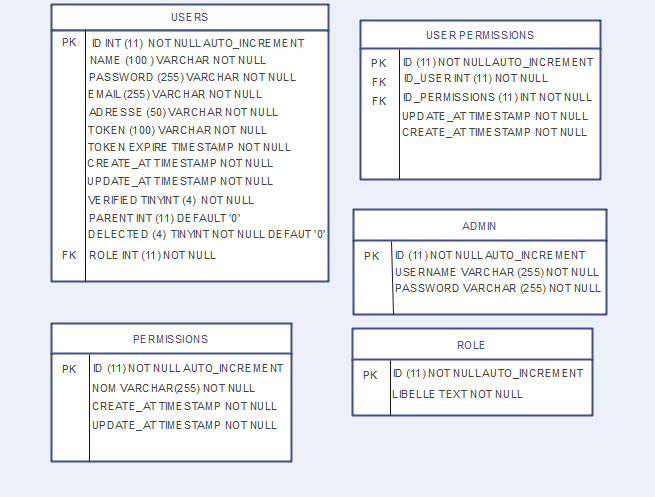 USERS
PK ID INT (11) NOT NULL AUTO_INCREMENT
NAME (100 ) VARCHAR NOT NULL
PASSWORD (255) VARCHAR NOT NULL
EMAIL (255) VARCHAR NOT NULL
ADRESSE (50) VARCHAR NOT NULL
TOKEN (100) VARCHAR NOT NULL
TOKEN EXPIRE TIMESTAMP NOT NULL
CREATE_AT TIMESTAMP NOT NULL
UPDATE_AT TIMESTAMP NOT NULL
VERIFIED TINYINT (4) NOT NULL
PARENT INT (11) DEFAULT '0'
DELECTED (4) TINYINT NOT NULL DEFAUT '0'
FK ROLE INT (11) NOT NULL
USER PERMISSIONS
PK ID (11) NOT NULL AUTO_INCREMENT
FK ID_USER INT (11) NOT NULL
FK ID_PERMISSIONS (11) INT NOT NULL
UPDATE_AT TIMESTAMP NOT NULL
CREATE_AT TIMESTAMP NOT NULL
ADMIN
PK ID (11) NOT NULL AUTO_INCREMENT
USERNAME VARCHAR (255) NOT NULL
PASSWORD VARCHAR (255) NOT NULL
PERMISSIONS
PK ID (11) NOT NULL AUTO_INCREMENT
NOM VARCHAR(255) NOT NULL
CREATE_AT TIMESTAMP NOT NULL
UPDATE_AT TIMESTAMP NOT NULL
ROLE
PK ID (11) NOT NULL AUTO_INCREMENT
LIBELLE TEXT NOT NULL